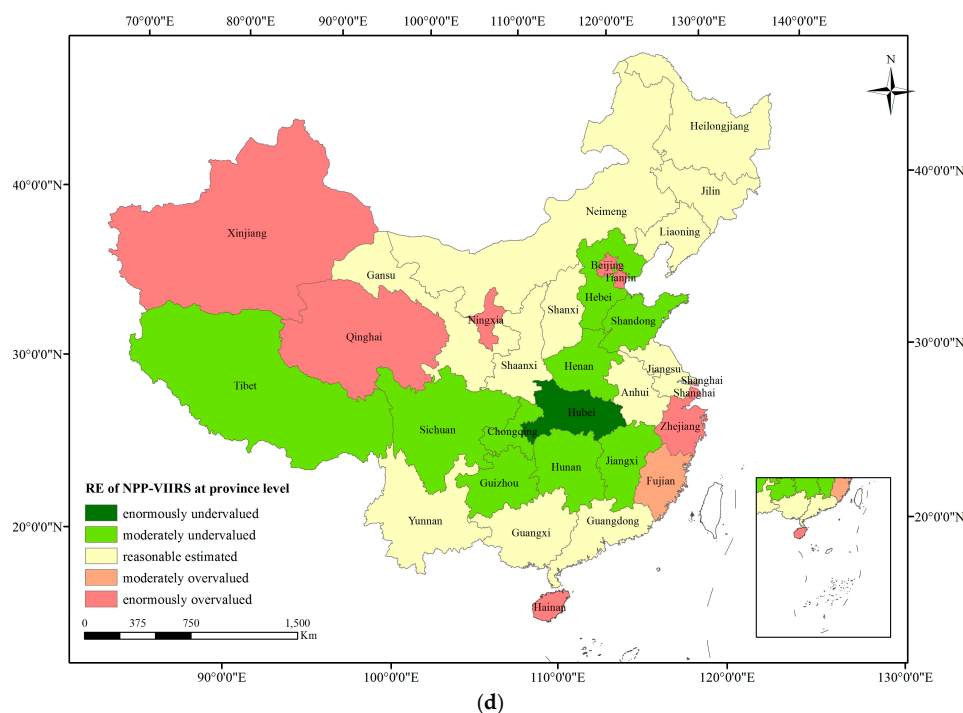 70°0'0"E 80°0'0"E 90°0'0"E 100°0'0"E 110°0'0"E 120°0'0"E 130°0'0"E 140°0'0"E
N
Heilongjiang
40°0'0"N 40°0'0"N
Jilin
Neimeng
Liaoning
Xinjiang
Beijing
Tianjin
Gansu
Hebei
Shanxi
Ningxia
Shandong
Qinghai
30°0'0"N 30°0'0"N
Shaanxi
Henan
Jiangsu
Shanghai
Tibet
Anhui
Shanghai
Hubei
Zhejiang
Sichuan
Chongqing
Hunan
Jiangxi
Guizhou
Fujian
RE of NPP-VIIRS at province level
enormously undervalued
20°0'0"N 20°0'0"N
Yunnan
Guangdong
Guangxi
moderately undervalued
reasonable estimated
moderately overvalued
enormously overvalued
Hainan
0 375 750 1,500
Km
90°0'0"E 100°0'0"E 110°0'0"E 120°0'0"E 130°0'0"E
(d)